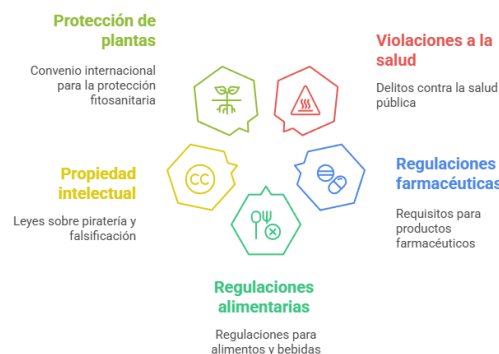 Protección de
plantas
Convenio internacional
para la protección
fitosanitaria
Violaciones a la
salud
Delitos contra la salud
pública
Propiedad
intelectual
Leyes sobre piratería y
falsificación
CC
Regulaciones
farmacéuticas
Requisitos para
productos
farmacéuticos
Regulaciones
alimentarias
Regulaciones para
alimentos y bebidas